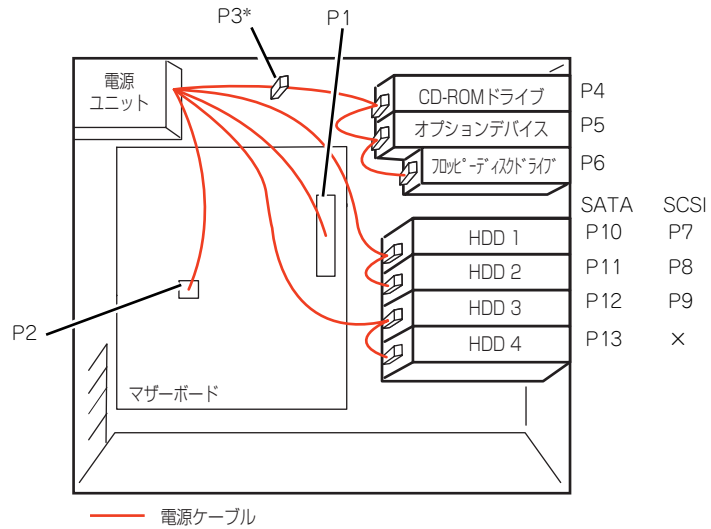 P3* P1
電源
ユニット
CD-ROMドライブ P4
オプションデバイス P5
フロッピーディスクドライブ P6
SATA SCSI
HDD 1 P10 P7
HDD 2 P11 P8
HDD 3 P12 P9
HDD 4 P13 ×
P2
マザーボード
電源ケーブル